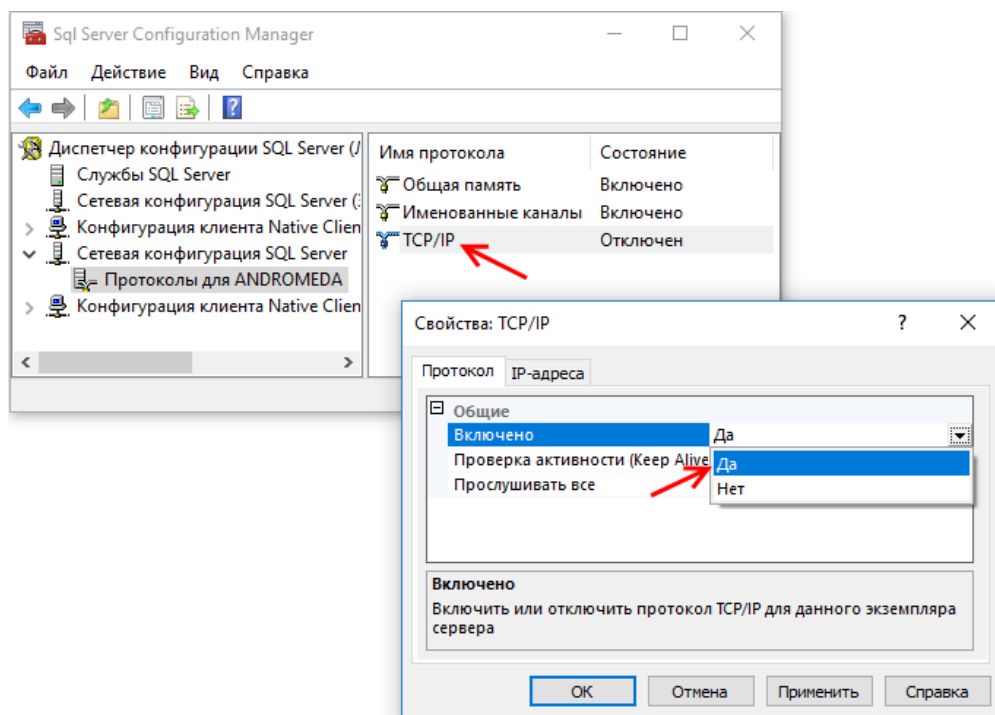 Sql Server Configuration Manager
Файл Действие Вид Справка
Диспетчер конфигурации SQL Server (Л
Службы SQL Server
Сетевая конфигурация SQL Server (3
Конфигурация клиента Native Clien
Сетевая конфигурация SQL Server
Протоколы для ANDROMEDA
Конфигурация клиента Native Clien
Имя протокола Состояние
Общая память Включено
Именованные каналы Включено
TCP/IP Отключен
Свойства: TCP/IP
Протокол IP-адреса
Общие
Включено Да
Проверка активности (Keep Alive
Прослушивать все
Да
Нет
Включено
Включить или отключить протокол TCP/IP для данного экземпляра
сервера
ОК Отмена Применить Справка